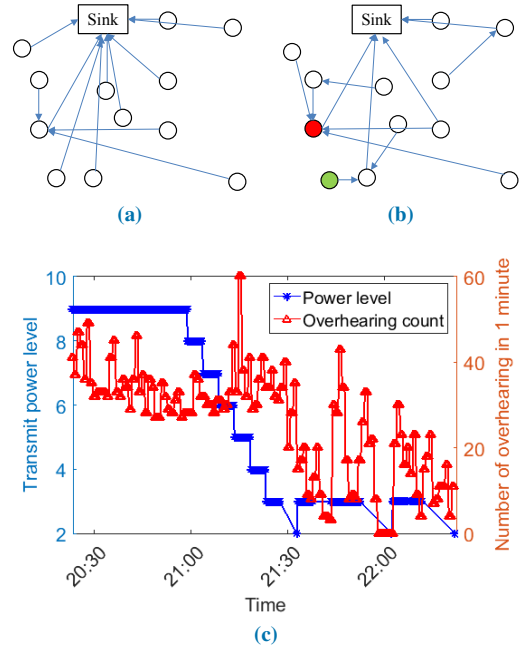 Sink
Sink
(a)
(b)
10
8
6
4
2
Transmit power level
60
40
20
0
Number of overhearing in 1 minute
Power level
Overhearing count
20:30
21:00
21:30
22:00
Time
(c)